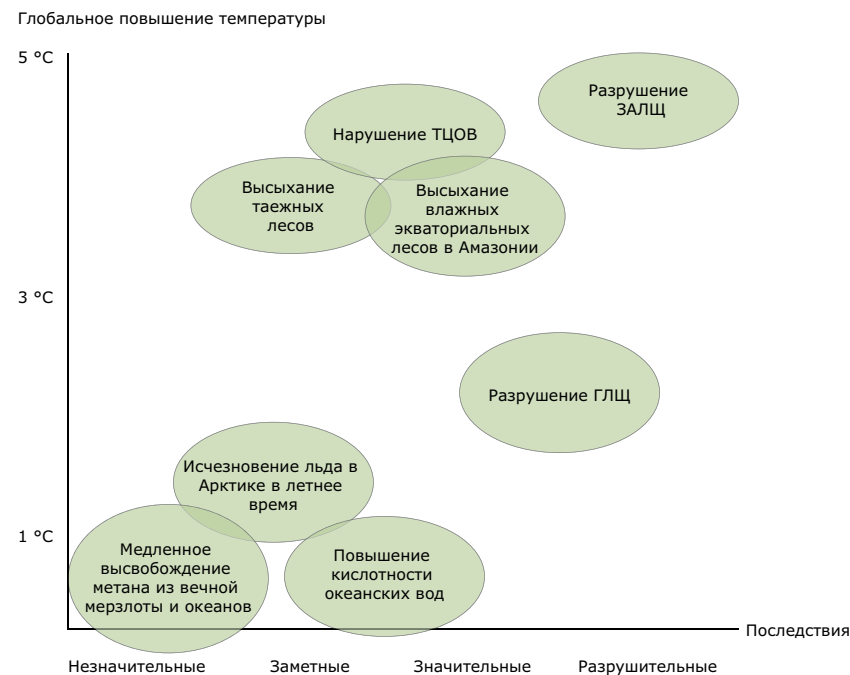 Глобальное повышение температуры
5 °C
Разрушение
ЗАЛЩ
Нарушение ТЦОВ
Высыхание
таежных
лесов
Высыхание
влажных
экваториальных
лесов в Амазонии
3 °C
Разрушение ГЛЩ
Исчезновение льда в
Арктике в летнее
время
1 °C
Медленное
высвобождение
метана из вечной
мерзлоты и океанов
Повышение
кислотности
океанских вод
Последствия
Незначительные
Заметные
Значительные
Разрушительные